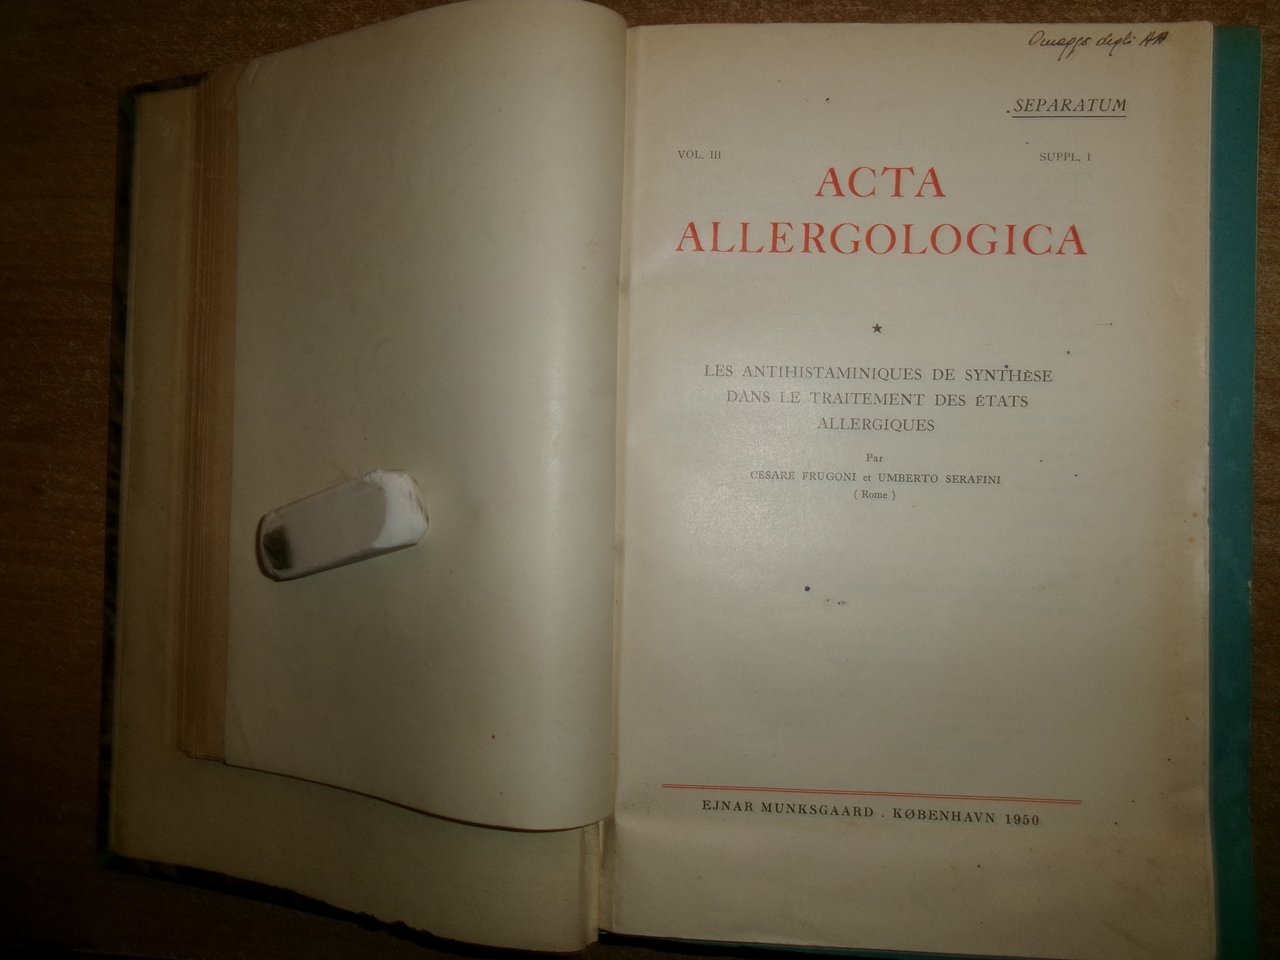 Omaggio degli AA
SEPARATUM
VOL. III SUPPL. I
ACTA
ALLERGOLOGICA
★
LES ANTIHISTAMINIQUES DE SYNTHÈSE
DANS LE TRAITEMENT DES ÉTATS
ALLERGIQUES
Par
CESARE FRUGONI et UMBERTO SERAFINI
( Rome )
EJNAR MUNKSGAARD . KØBENHAVN 1950